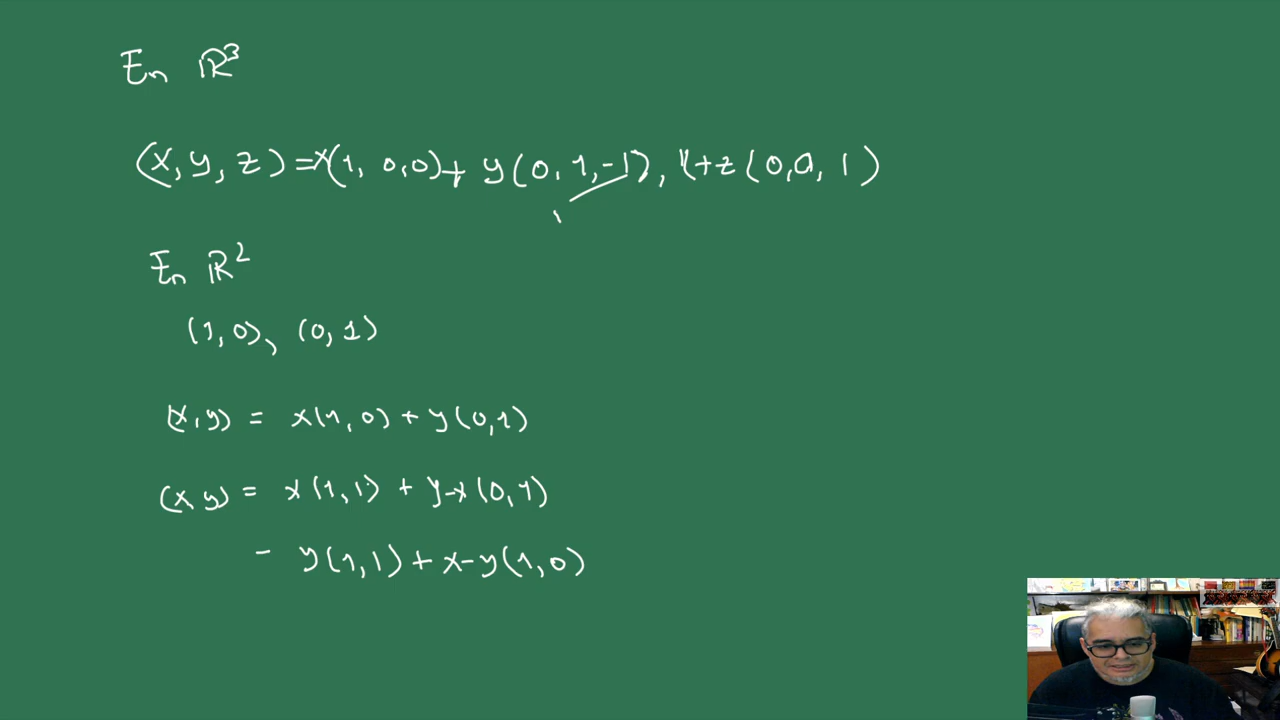 En ℝ³
(x, y, z) = x(1, 0, 0) + y(0, 1, -1), y+z(0, 0, 1)
En ℝ²
(1, 0), (0, 1)
(x, y) = x(1, 0) + y(0, 1)
(x, y) = x(1, 1) + y-x(0, 1)
= y(1, 1) + x-y(1, 0)